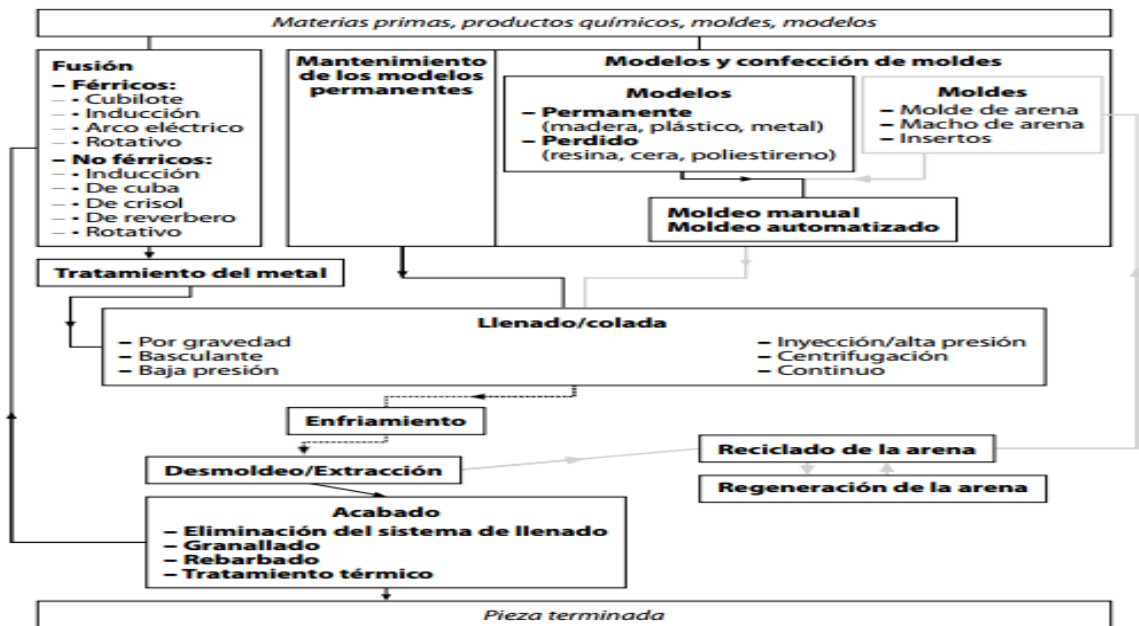 Materias primas, productos químicos, moldes, modelos
Fusión
– Férricos:
– • Cubilote
– • Inducción
– • Arco eléctrico
– • Rotativo
– No férricos:
– • Inducción
– • De cuba
– • De crisol
– • De reverbero
– • Rotativo
Mantenimiento
de los modelos
permanentes
Modelos y confección de moldes
Modelos
– Permanente
(madera, plástico, metal)
– Perdido
(resina, cera, poliestireno)
Moldes
– Molde de arena
– Macho de arena
– Insertos
Moldeo manual
Moldeo automatizado
Tratamiento del metal
Llenado/colada
– Por gravedad
– Basculante
– Baja presión
– Inyección/alta presión
– Centrifugación
– Continuo
Enfriamiento
Desmoldeo/Extracción
Reciclado de la arena
Regeneración de la arena
Acabado
– Eliminación del sistema de llenado
– Granallado
– Rebarbado
– Tratamiento térmico
Pieza terminada